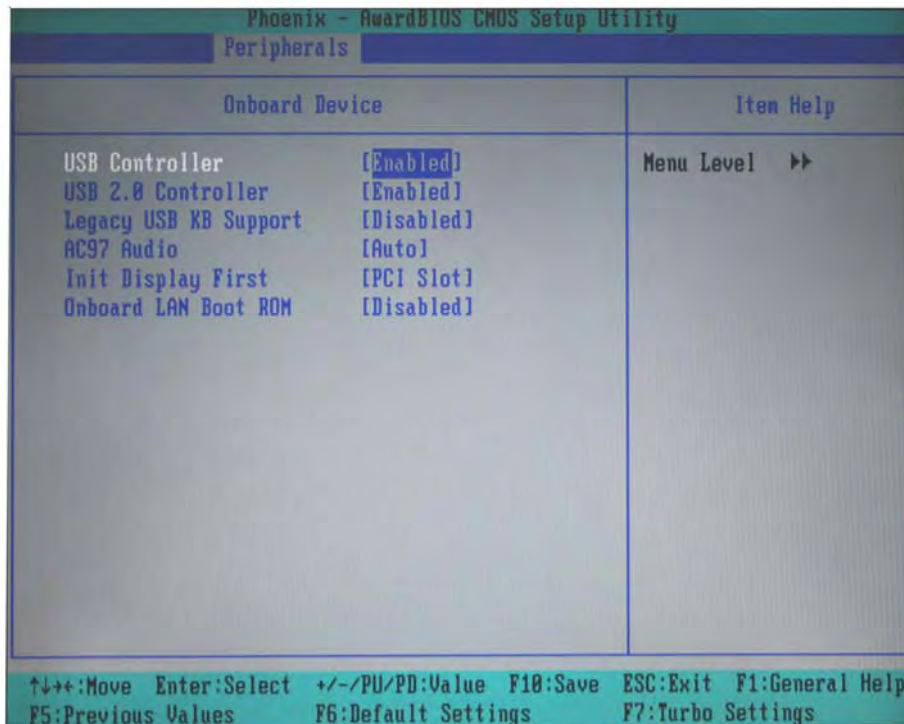 Phoenix - AwardBIOS CMOS Setup Utility
Peripherals
Onboard Device
Item Help
USB Controller [Enabled]
Menu Level ▶▶
USB 2.0 Controller [Enabled]
Legacy USB KB Support [Disabled]
AC97 Audio [Auto]
Init Display First [PCI Slot]
Onboard LAN Boot ROM [Disabled]
↑↓→←:Move Enter:Select +/-/PU/PD:Value F10:Save ESC:Exit F1:General Help
F5:Previous Values F6:Default Settings F7:Turbo Settings